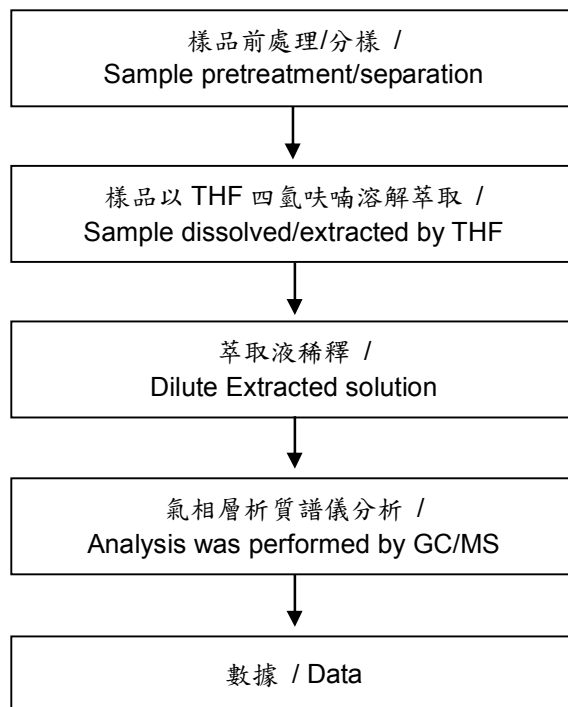 樣品前處理/分樣 /
Sample pretreatment/separation
樣品以 THF 四氫呋喃溶解萃取 /
Sample dissolved/extracted by THF
萃取液稀釋 /
Dilute Extracted solution
氣相層析質譜儀分析 /
Analysis was performed by GC/MS
數據 / Data